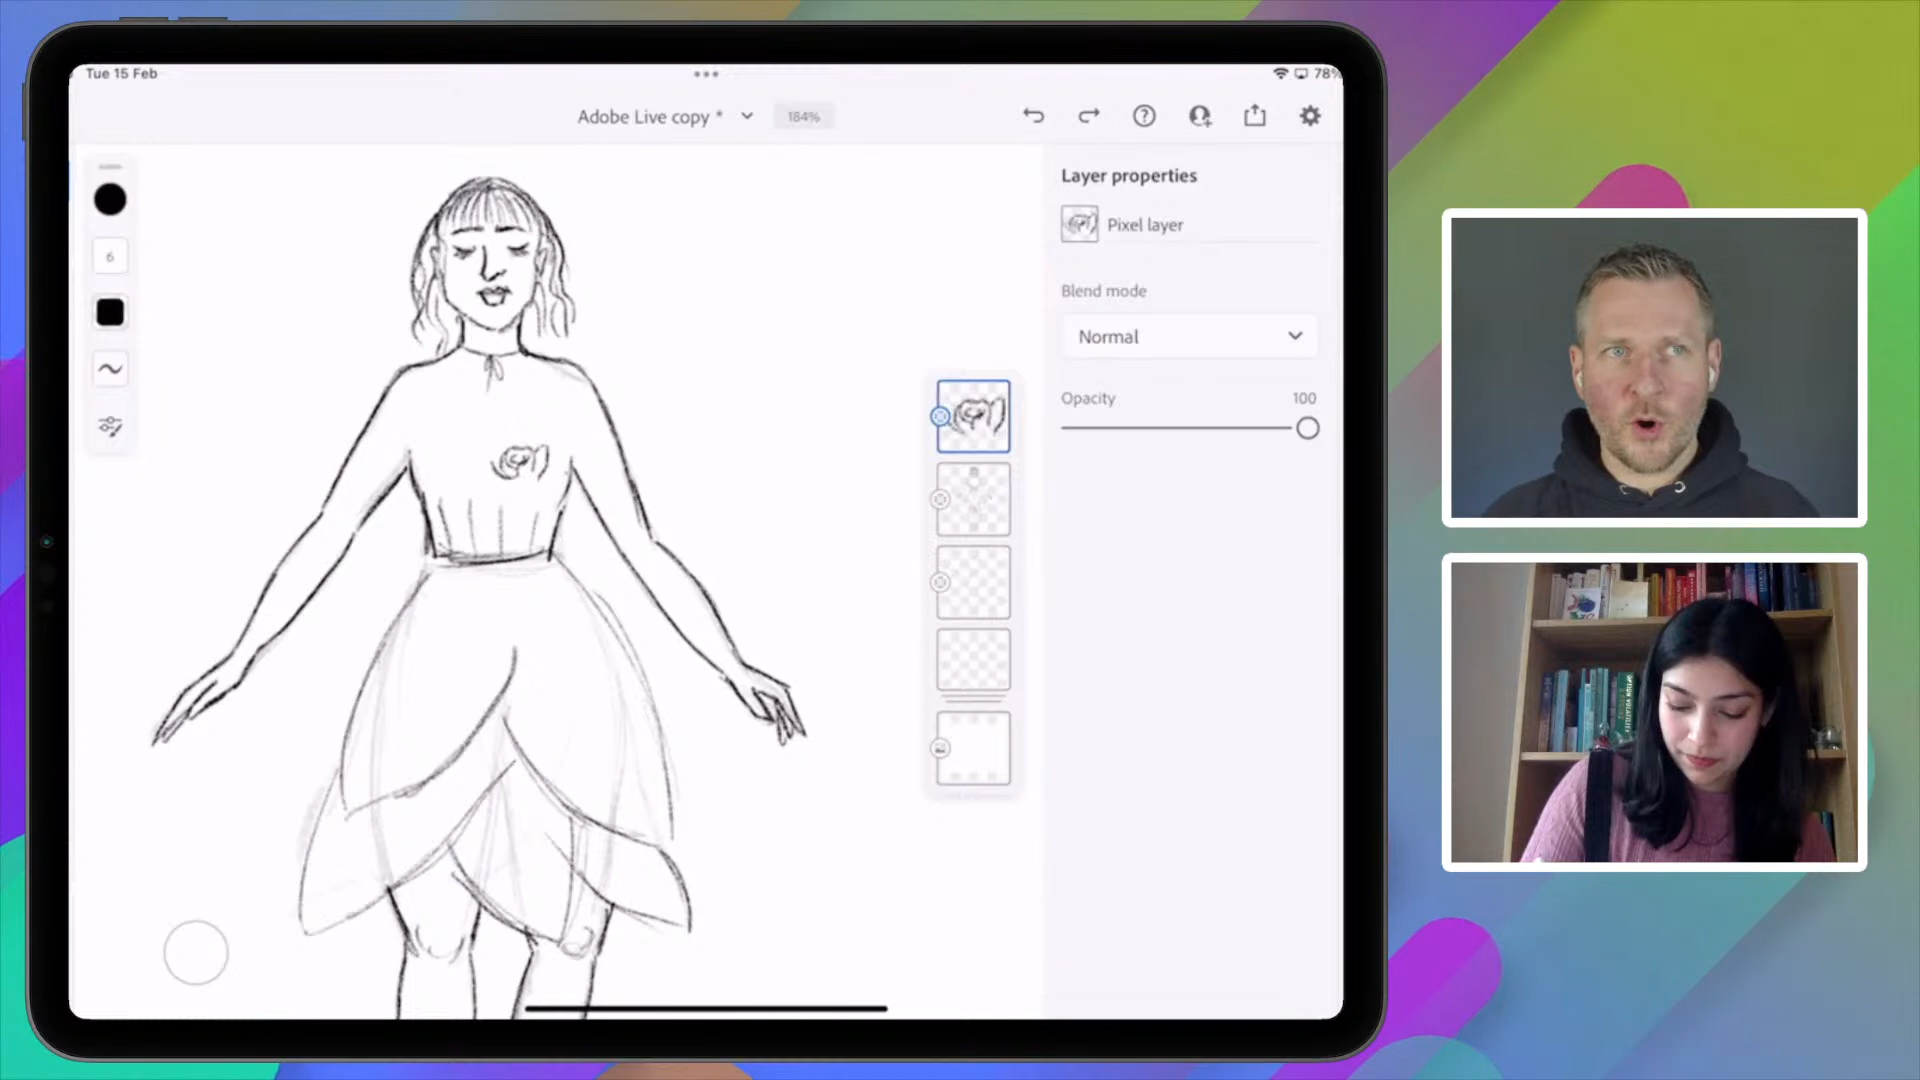 Tue 15 Feb
78%
Adobe Live copy *
184%
6
Layer properties
Pixel layer
Blend mode
Normal
Opacity
100